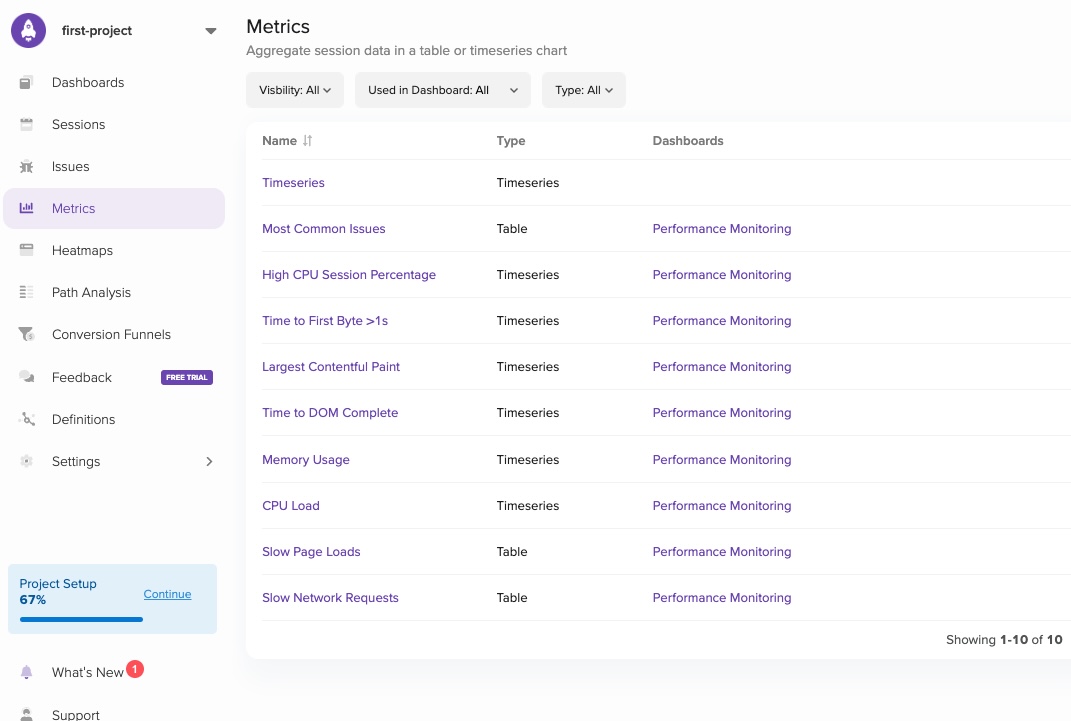 first-project
Dashboards
Sessions
Issues
Metrics
Heatmaps
Path Analysis
Conversion Funnels
Feedback FREE TRIAL
Definitions
Settings
Project Setup
67%
Continue
What's New 1
Support
Metrics
Aggregate session data in a table or timeseries chart
Visbility: All Used in Dashboard: All Type: All
Name Type Dashboards
Timeseries Timeseries
Most Common Issues Table Performance Monitoring
High CPU Session Percentage Timeseries Performance Monitoring
Time to First Byte >1s Timeseries Performance Monitoring
Largest Contentful Paint Timeseries Performance Monitoring
Time to DOM Complete Timeseries Performance Monitoring
Memory Usage Timeseries Performance Monitoring
CPU Load Timeseries Performance Monitoring
Slow Page Loads Table Performance Monitoring
Slow Network Requests Table Performance Monitoring
Showing 1-10 of 10